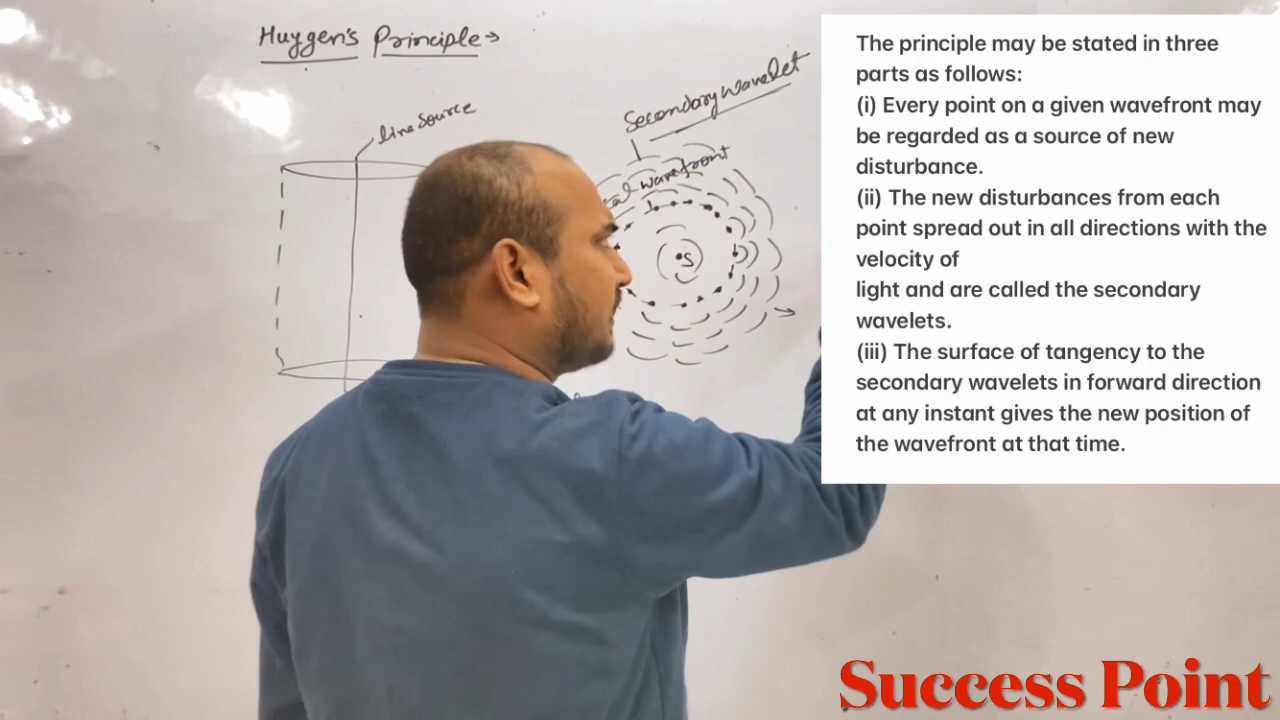 Huygen's Principle→
line source
Secondary wavelet
wavefront
S
The principle may be stated in three
parts as follows:
(i) Every point on a given wavefront may
be regarded as a source of new
disturbance.
(ii) The new disturbances from each
point spread out in all directions with the
velocity of
light and are called the secondary
wavelets.
(iii) The surface of tangency to the
secondary wavelets in forward direction
at any instant gives the new position of
the wavefront at that time.
Success Point